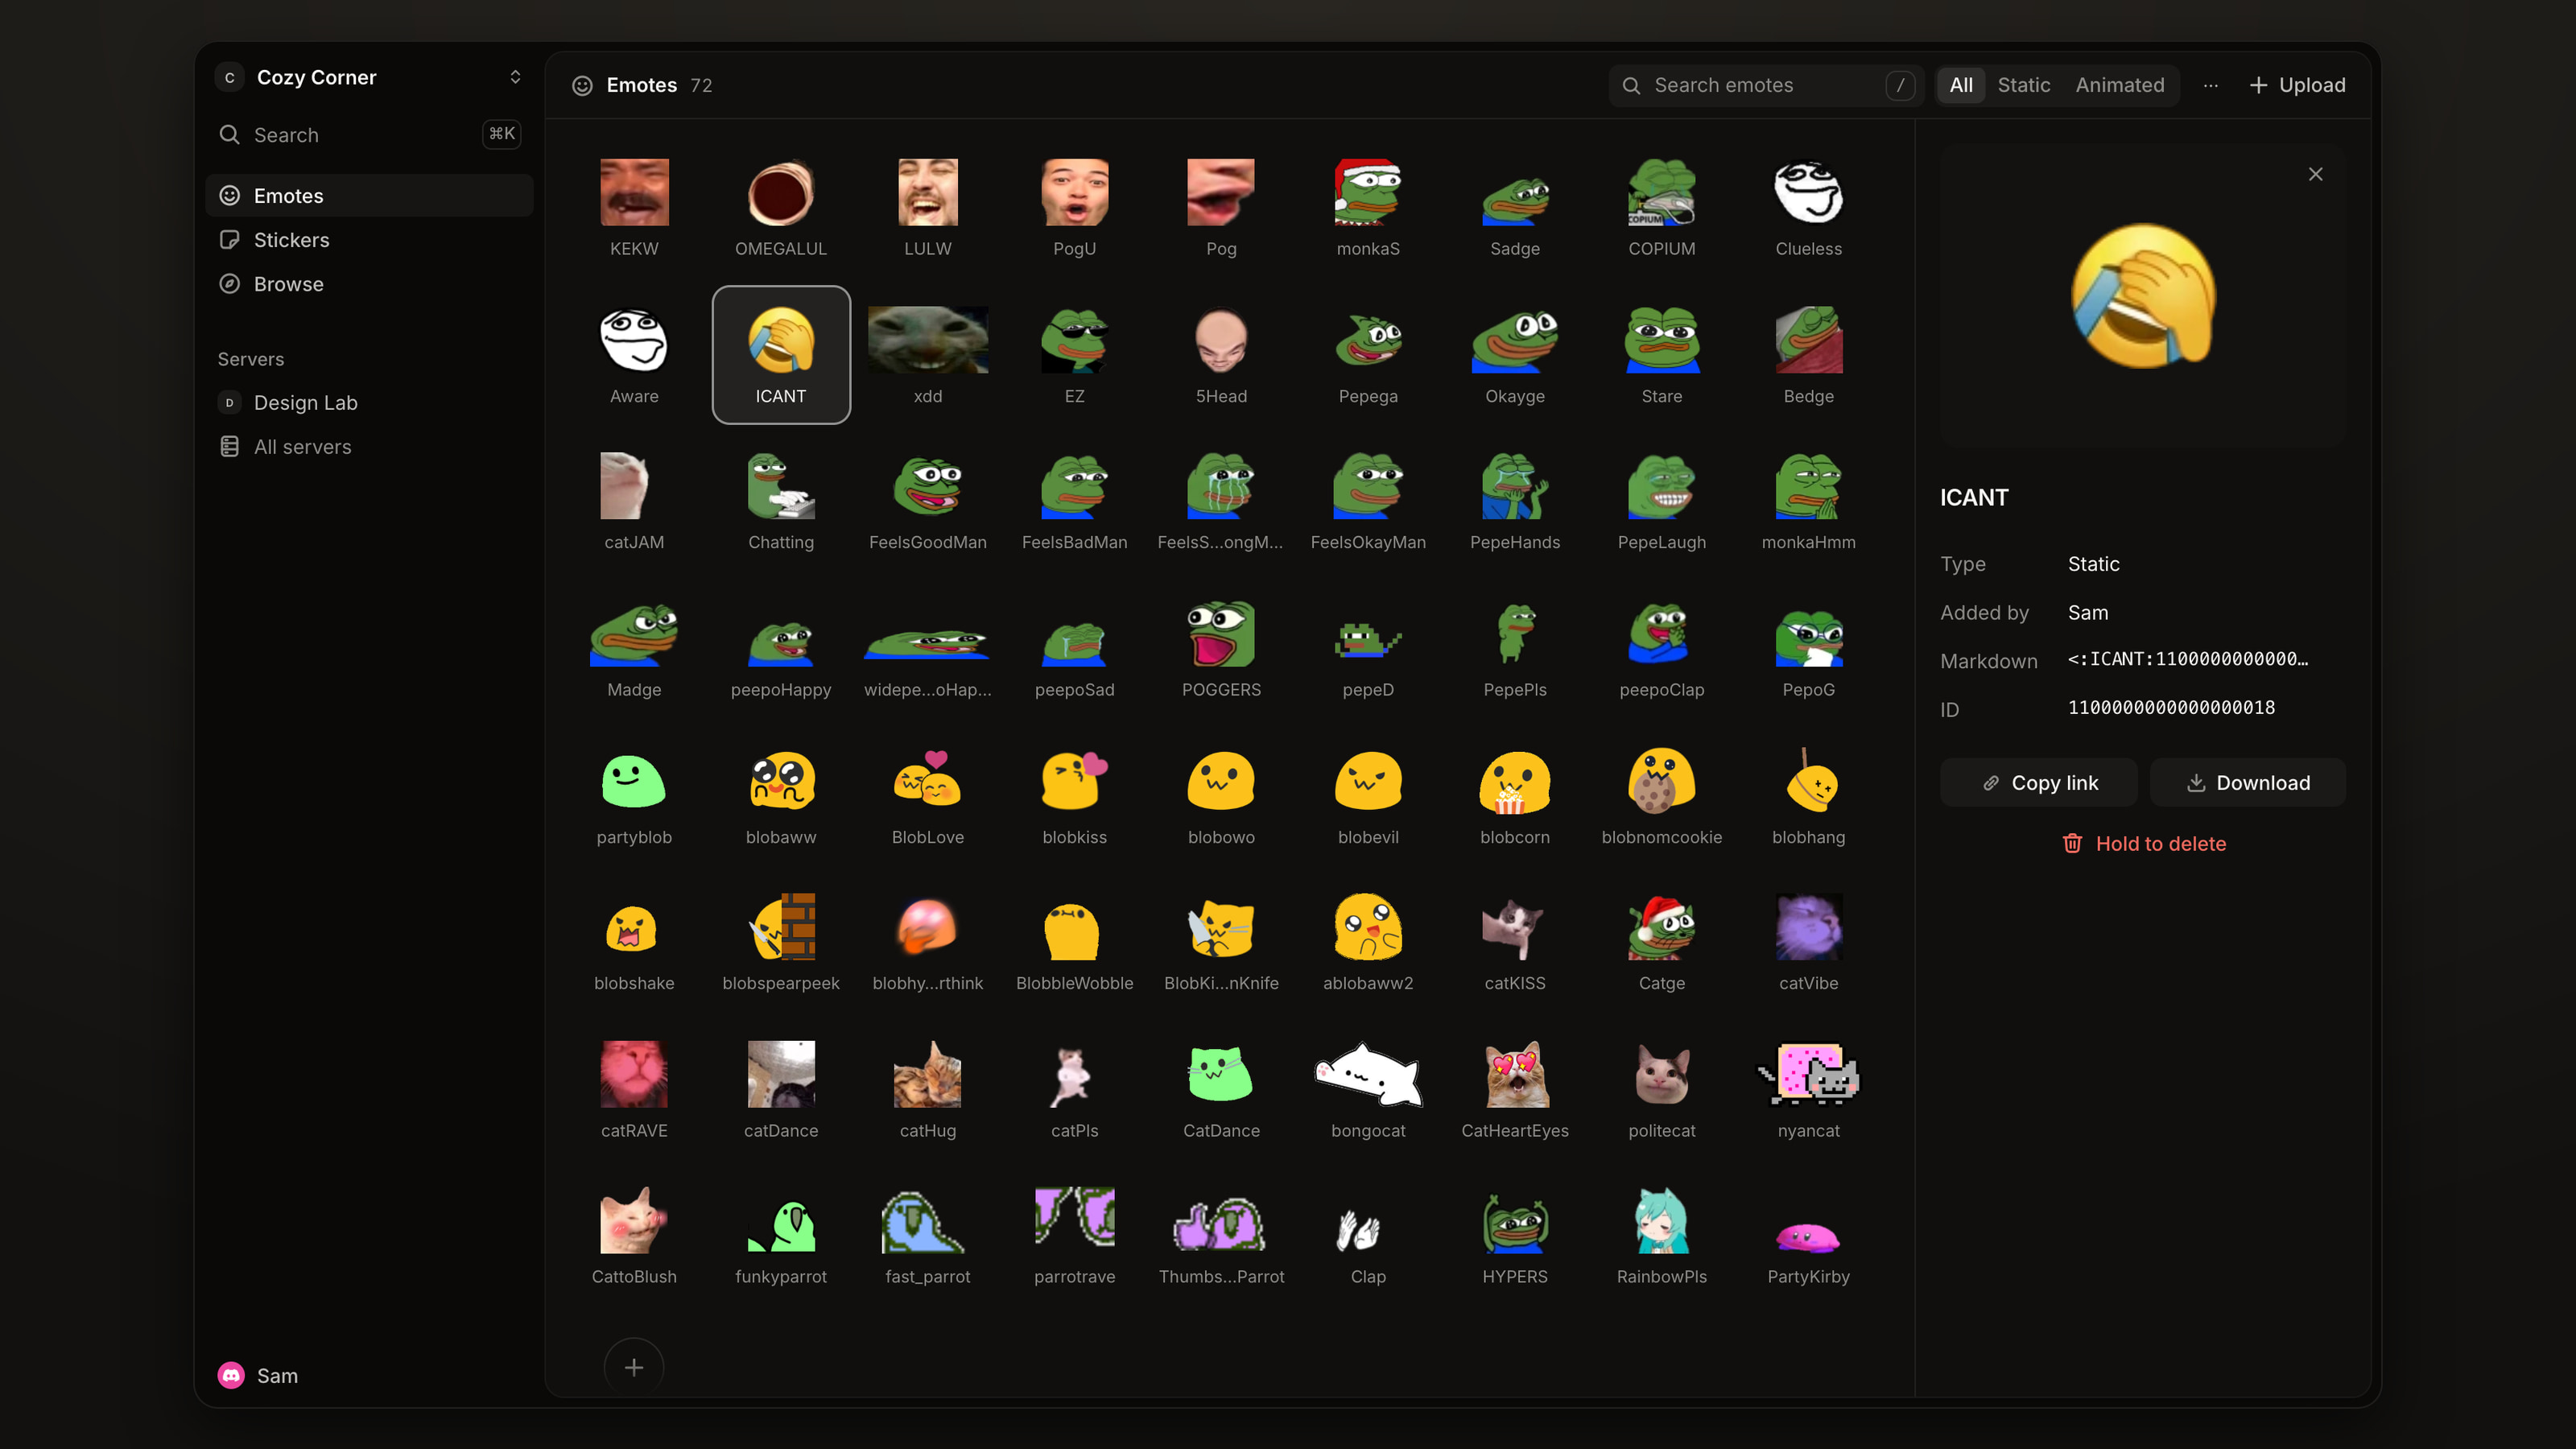 C Cozy Corner
Search ⌘K
Emotes
Stickers
Browse
Servers
D Design Lab
All servers
Sam
Emotes 72
Search emotes /
All Static Animated
... + Upload
KEKW OMEGALUL LULW PogU Pog monkaS Sadge COPIUM Clueless
COPIUM
Aware ICANT xdd EZ 5Head Pepega Okayge Stare Bedge
catJAM Chatting FeelsGoodMan FeelsBadMan FeelsS...ongM... FeelsOkayMan PepeHands PepeLaugh monkaHmm
Madge peepoHappy widepe...oHap... peepoSad POGGERS pepeD PepePls peepoClap PepoG
partyblob blobaww BlobLove blobkiss blobowo blobevil blobcorn blobnomcookie blobhang
blobshake blobspearpeek blobhy...rthink BlobbleWobble BlobKi...nKnife ablobaww2 catKISS Catge catVibe
catRAVE catDance catHug catPls CatDance bongocat CatHeartEyes politecat nyancat
CattoBlush funkyparrot fast_parrot parrotrave Thumbs...Parrot Clap HYPERS RainbowPls PartyKirby
ICANT
Type Static
Added by Sam
Markdown <:ICANT:1100000000000…
ID 1100000000000000018
Copy link
Download
Hold to delete